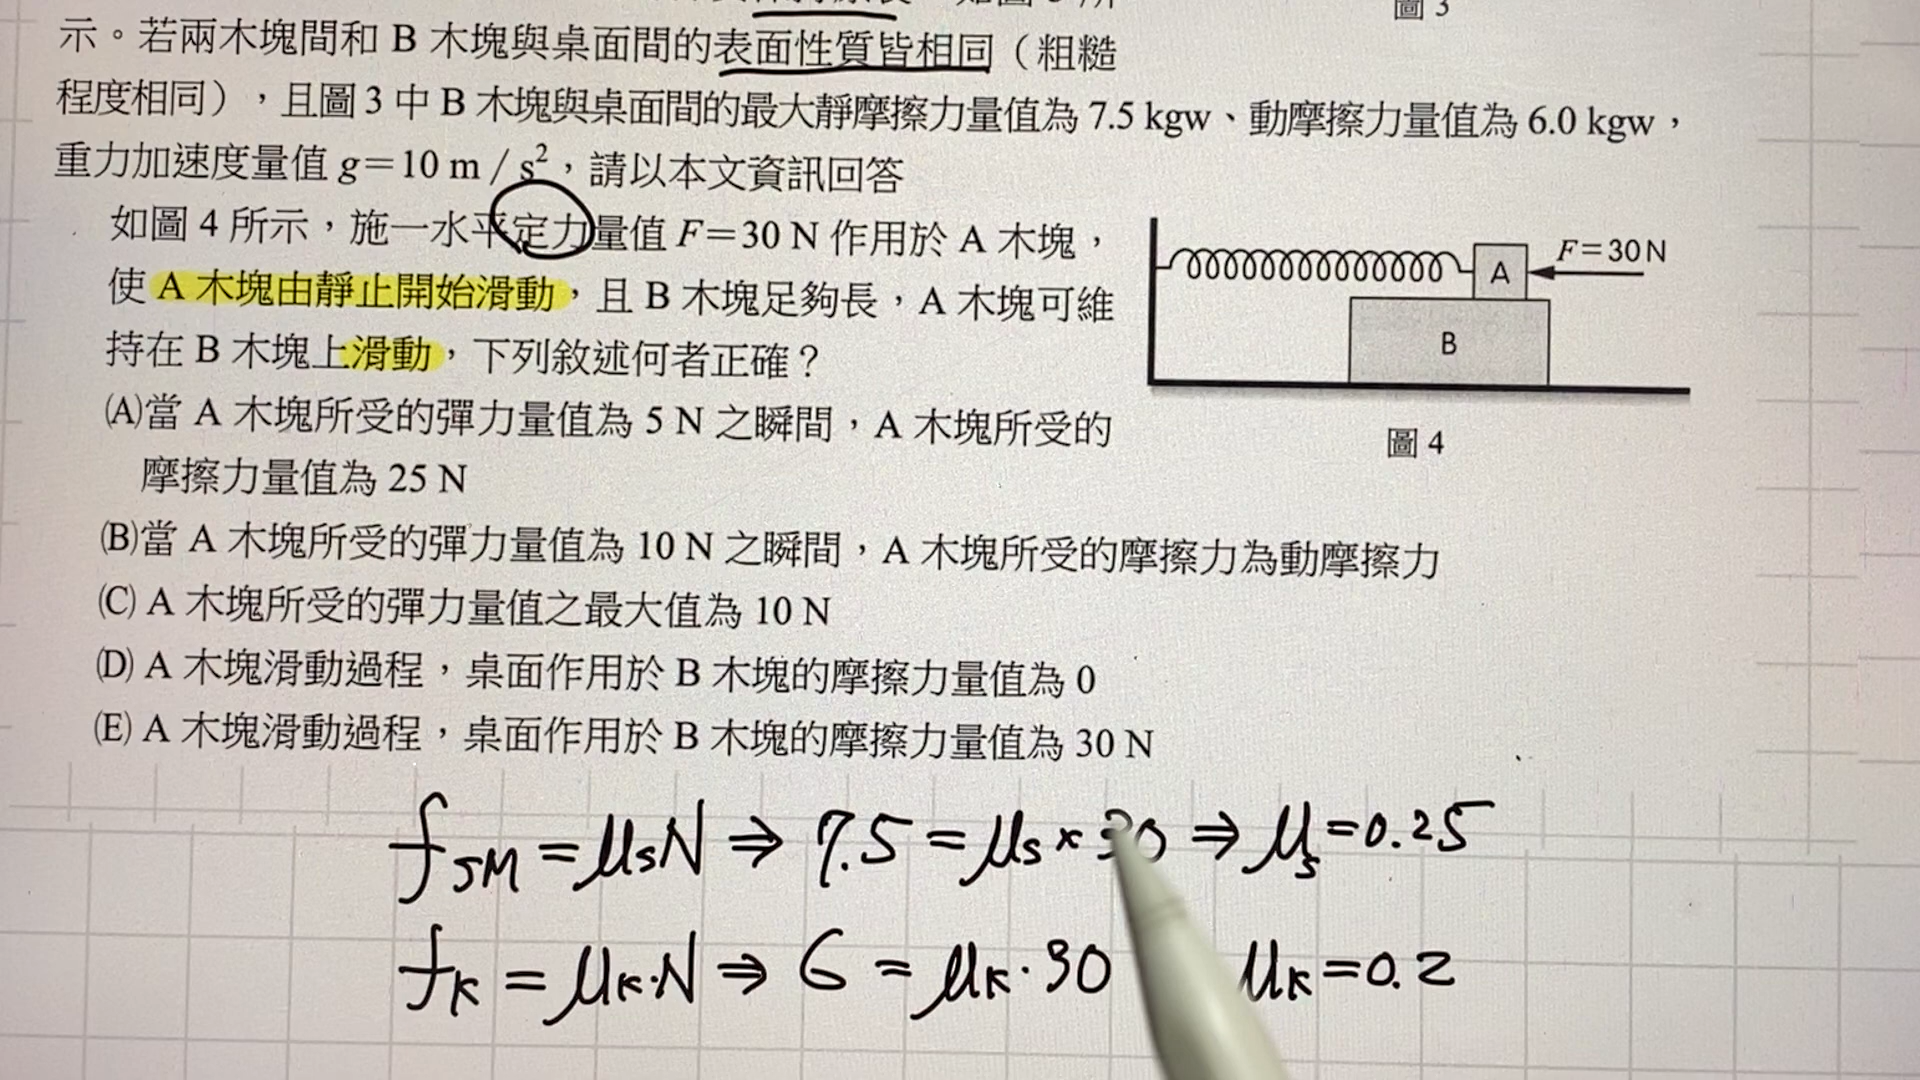 圖 3
示。若兩木塊間和 B 木塊與桌面間的表面性質皆相同（粗糙
程度相同），且圖 3 中 B 木塊與桌面間的最大靜摩擦力量值為 7.5 kgw、動摩擦力量值為 6.0 kgw，
重力加速度量值 g=10 m / s²，請以本文資訊回答
如圖 4 所示，施一水平定力量值 F=30 N 作用於 A 木塊，
使 A 木塊由靜止開始滑動，且 B 木塊足夠長，A 木塊可維
持在 B 木塊上滑動，下列敘述何者正確？
F=30 N
A
B
圖 4
(A)當 A 木塊所受的彈力量值為 5 N 之瞬間，A 木塊所受的
摩擦力量值為 25 N
(B)當 A 木塊所受的彈力量值為 10 N 之瞬間，A 木塊所受的摩擦力為動摩擦力
(C) A 木塊所受的彈力量值之最大值為 10 N
(D) A 木塊滑動過程，桌面作用於 B 木塊的摩擦力量值為 0
(E) A 木塊滑動過程，桌面作用於 B 木塊的摩擦力量值為 30 N
fsM = μsN ⇒ 7.5 = μs × 30 ⇒ μs = 0.25
fK = μK·N ⇒ 6 = μK · 30 μK = 0.2